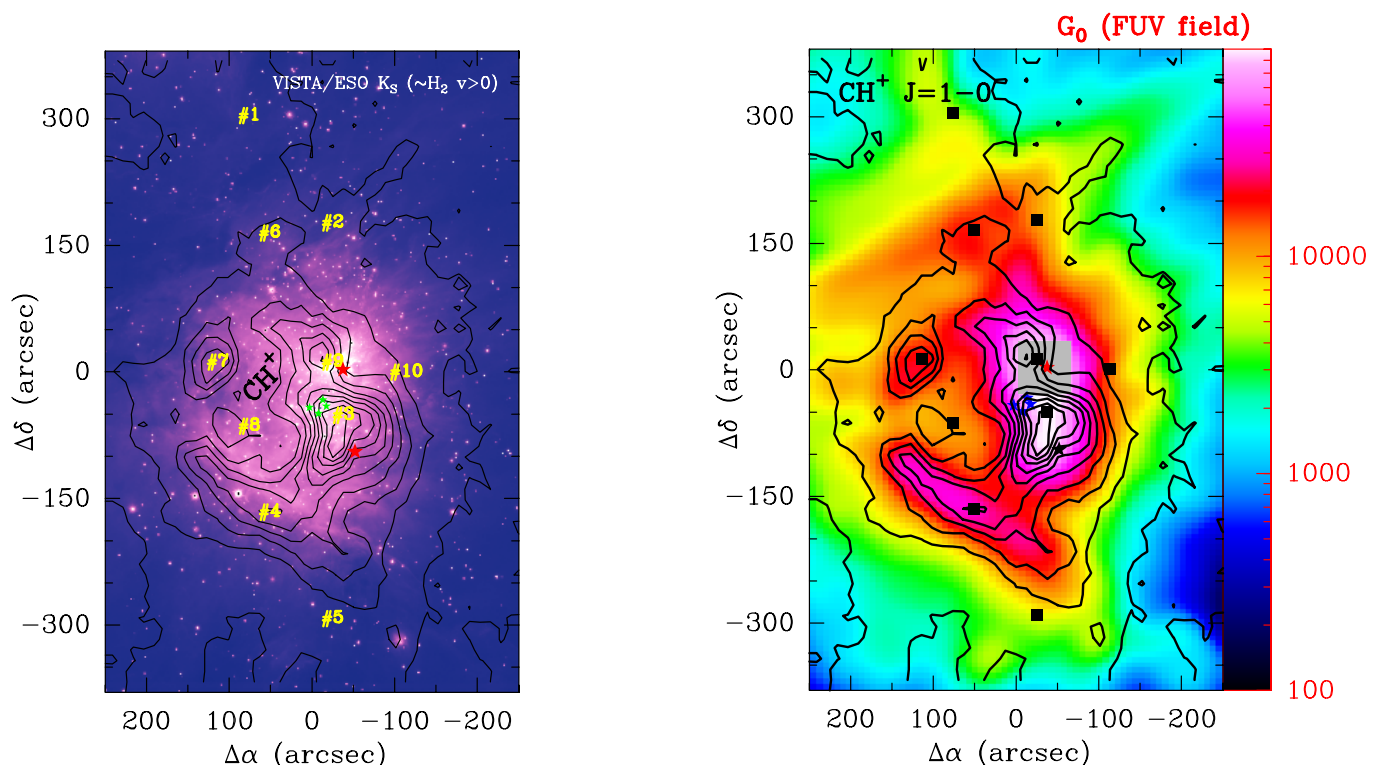 G₀ (FUV field)
VISTA/ESO K_S (~H₂ v>0)
#1
#2
#6
#7
CH⁺
#9
#10
#3
#8
#4
#5
300
150
0
−150
−300
Δδ (arcsec)
200 100 0 −100 −200
Δα (arcsec)
CH⁺ J=1−0
300
150
0
−150
−300
Δδ (arcsec)
200 100 0 −100 −200
Δα (arcsec)
10000
1000
100